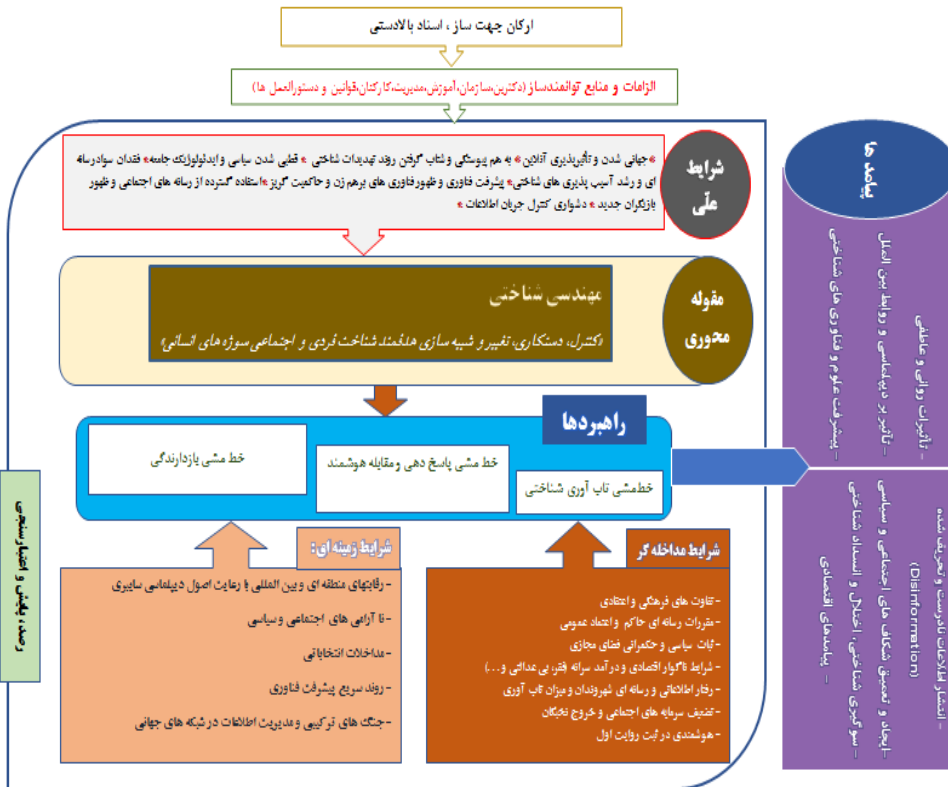 ارکان جهت ساز ، اسناد بالادستی
الزامات و منابع توانمندساز (دکترین،سازمان،آموزش،مدیریت،کارکنان،قوانین و دستورالعمل ها)
شرایط
علّی
*جهانی شدن و تأثیرپذیری آنلاین* به هم پیوستگی و شتاب گرفتن روند تهدیدات شناختی * قطبی شدن سیاسی و ایدئولوژیک جامعه* فقدان سواد رسانه
ای و رشد آسیب پذیری های شناختی* پیشرفت فناوری و ظهور فناوری های برهم زن و حاکمیت گریز *استفاده گسترده از رسانه های اجتماعی و ظهور
بازیگران جدید * دشواری کنترل جریان اطلاعات *
مقوله
محوری
مهندسی شناختی
«کنترل، دستکاری، تغییر و شبیه سازی هدفمند شناخت فردی و اجتماعی سوژه های انسانی»
راهبردها
خط مشی تاب آوری شناختی
خط مشی پاسخ دهی و مقابله هوشمند
خط مشی بازدارندگی
شرایط مداخله گر
-تفاوت های فرهنگی و اعتقادی
-مقررات رسانه ای حاکم و اعتماد عمومی
-ثبات سیاسی و حکمرانی فضای مجازی
- شرایط ناگوار اقتصادی و درآمد سرانه (فقر، بی عدالتی و...)
-رفتار اطلاعاتی و رسانه ای شهروندان و میزان تاب آوری
-تضعیف سرمایه های اجتماعی و خروج نخبگان
-هوشمندی در ثبت روایت اول
شرایط زمینه ای:
- رقابتهای منطقه ای و بین المللی با رعایت اصول دیپلماسی سایبری
-نا آرامی های اجتماعی و سیاسی
-مداخلات انتخاباتی
-روند سریع پیشرفت فناوری
-جنگ های ترکیبی و مدیریت اطلاعات در شبکه های جهانی
پیامدها
– تأثیرات روانی و عاطفی
– تأثیر بر دیپلماسی و روابط بین الملل
– پیشرفت علوم و فناوری های شناختی
– انتشار اطلاعات نادرست و تحریف شده
(Disinformation)
-ایجاد و تعمیق شکاف های اجتماعی و سیاسی
– سوگیری شناختی، اختلال و انسداد شناختی
– پیامدهای اقتصادی
رصد، پایش و اعتبارسنجی